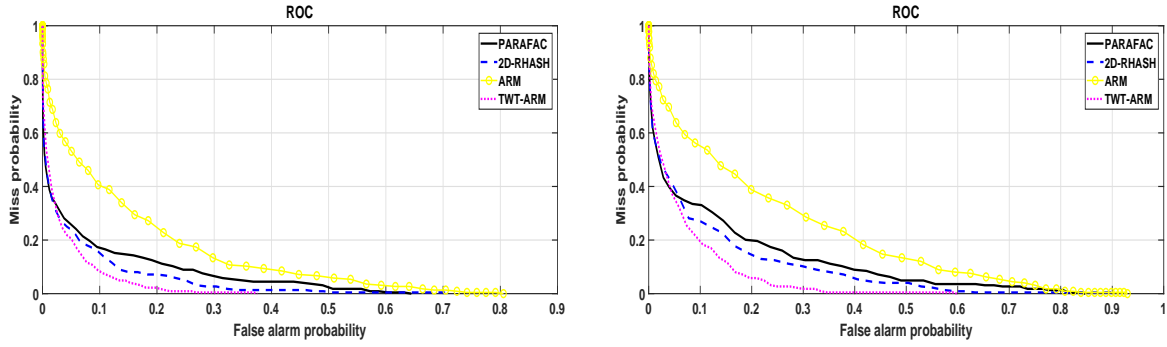 ROC
Miss probability
1
0.8
0.6
0.4
0.2
0
0 0.1 0.2 0.3 0.4 0.5 0.6 0.7 0.8 0.9
False alarm probability
PARAFAC
2D-RHASH
ARM
TWT-ARM
ROC
Miss probability
1
0.8
0.6
0.4
0.2
0
0 0.1 0.2 0.3 0.4 0.5 0.6 0.7 0.8 0.9 1
False alarm probability
PARAFAC
2D-RHASH
ARM
TWT-ARM